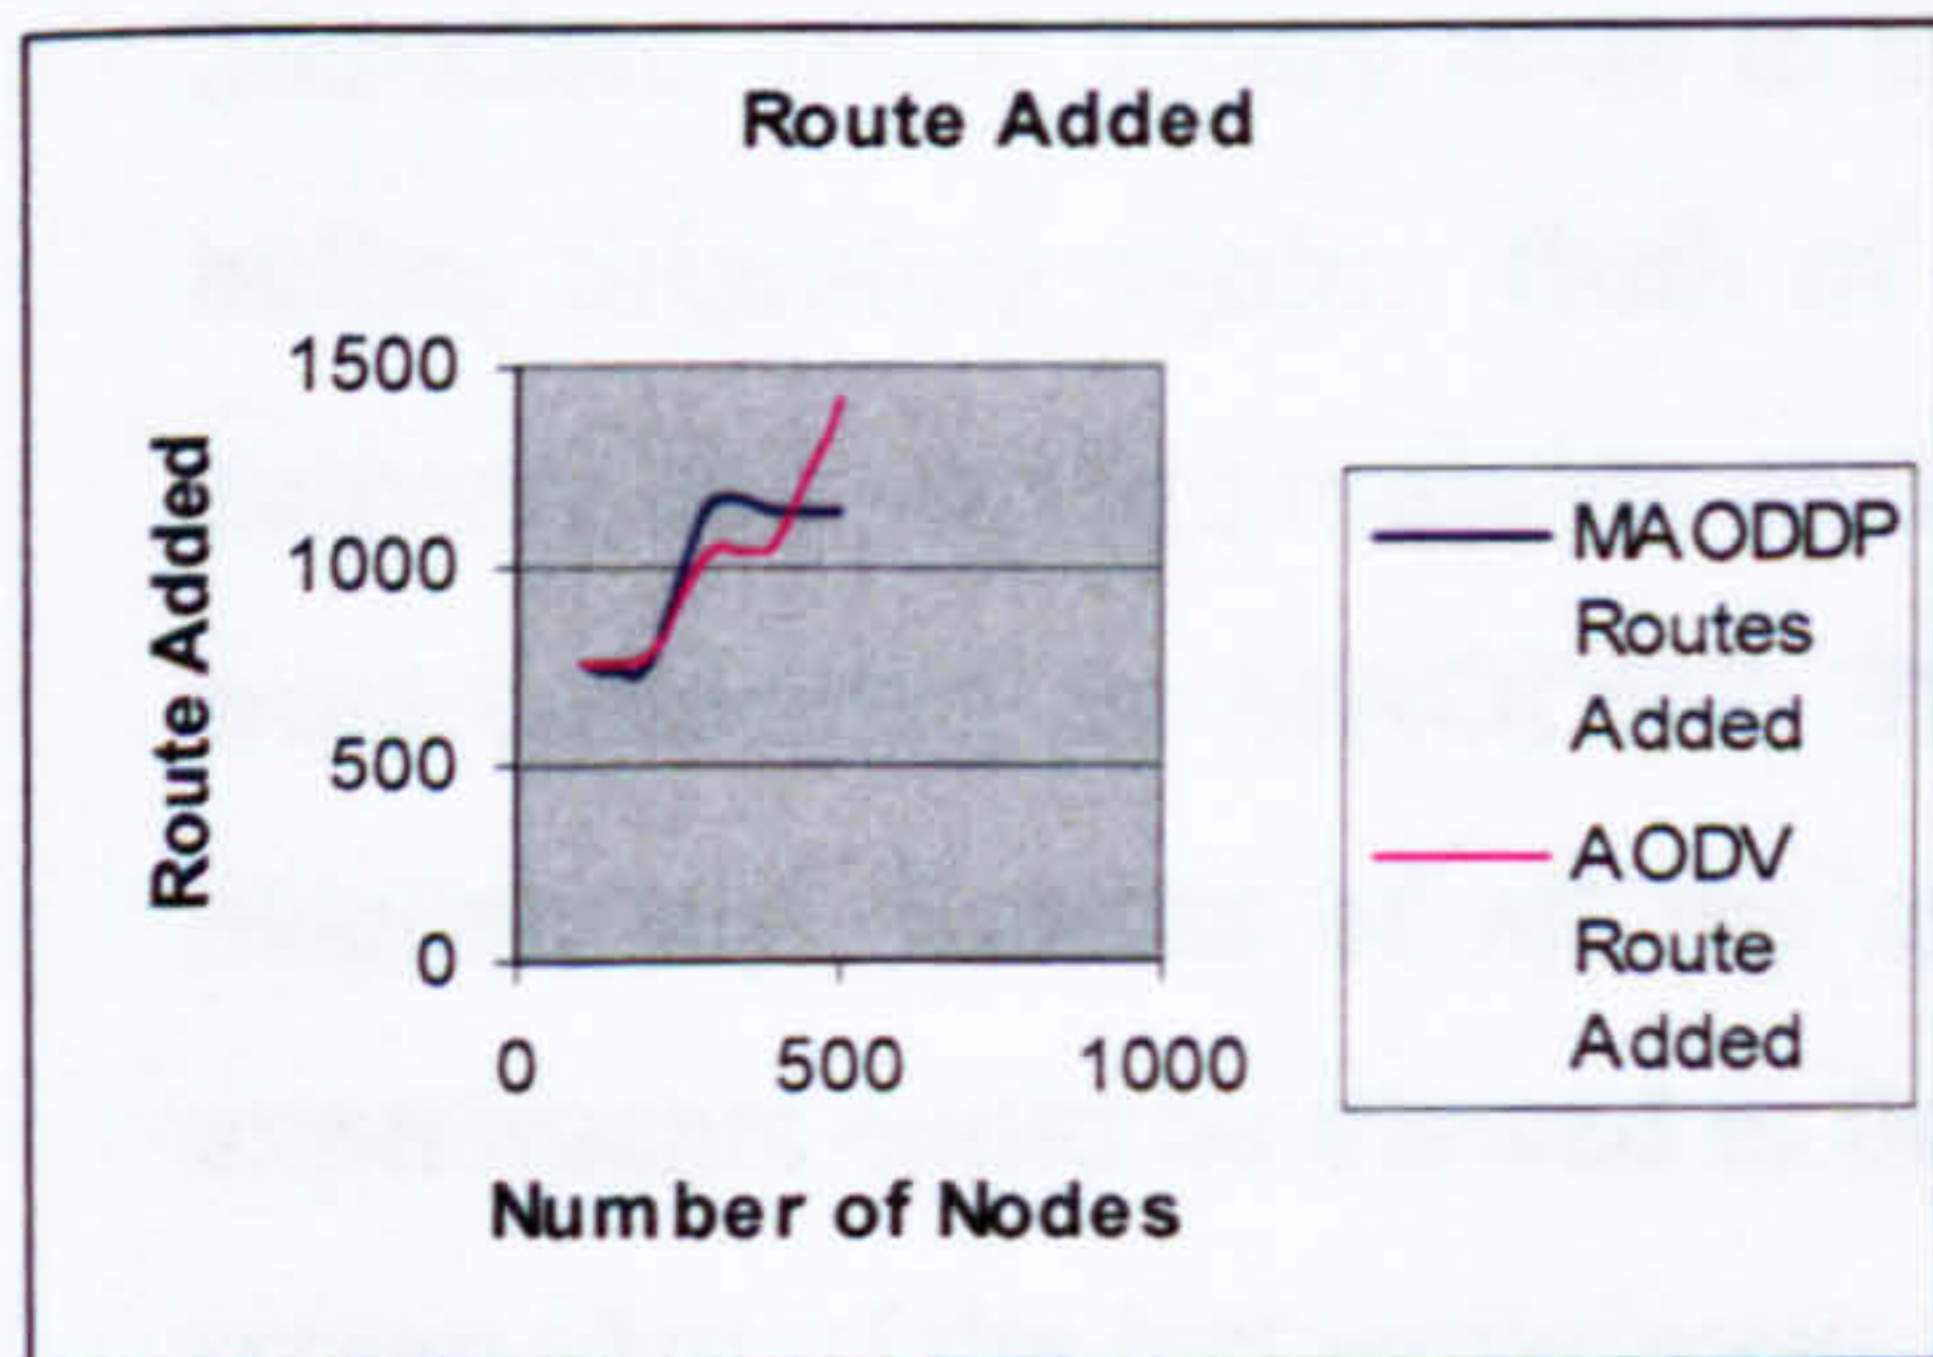 Route Added
1500
1000
500
0
Route Added
0 500 1000
Number of Nodes
MAODDP
Routes
Added
AODV
Route
Added